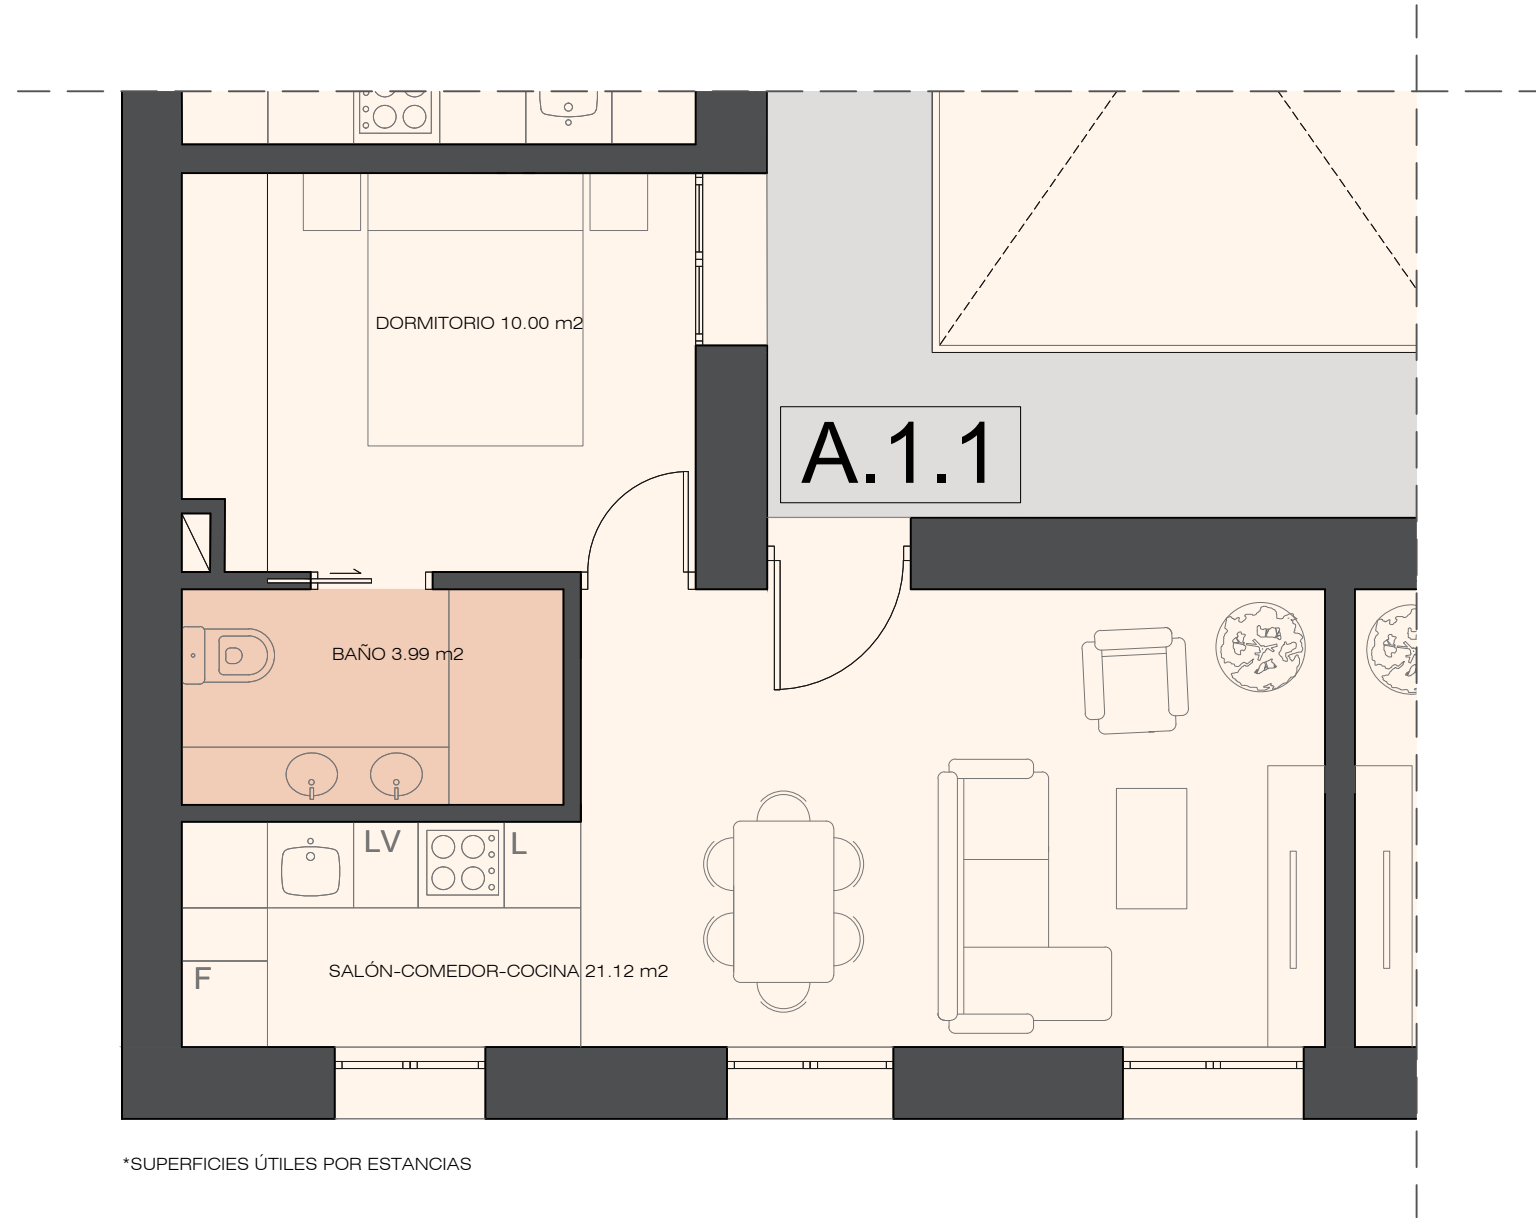 DORMITORIO 10.00 m2
A.1.1
BAÑO 3.99 m2
LV
L
F
SALÓN-COMEDOR-COCINA 21.12 m2
*SUPERFICIES ÚTILES POR ESTANCIAS